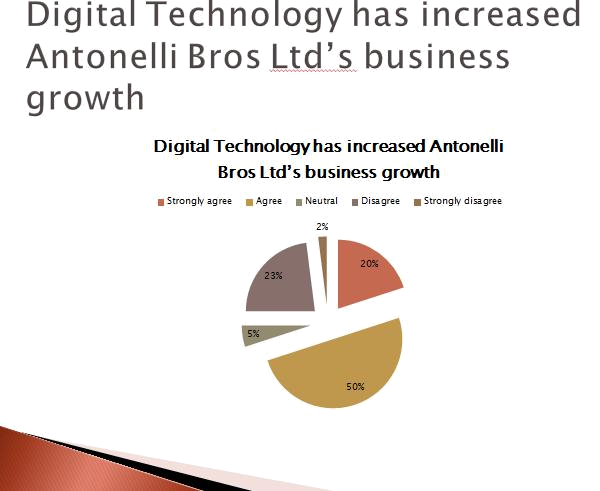 Digital Technology has increased
Antonelli Bros Ltd's business
growth
Digital Technology has increased Antonelli
Bros Ltd's business growth
Strongly agree Agree Neutral Disagree Strongly disagree
2%
20%
23%
5%
50%